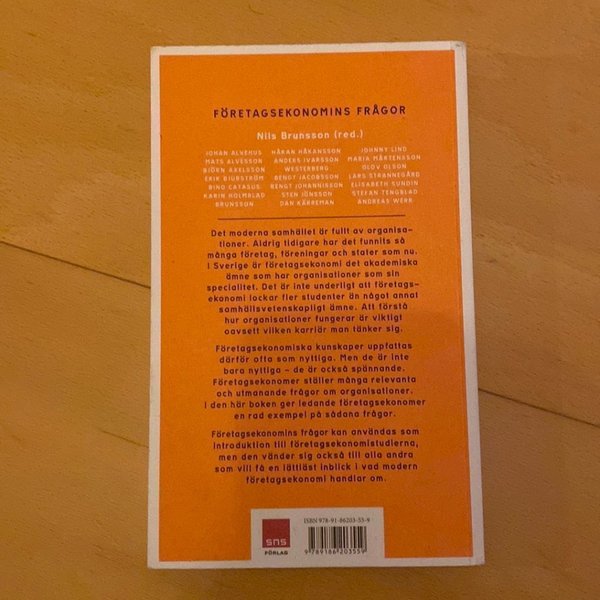 FÖRETAGSEKONOMINS FRÅGOR
Nils Brunsson (red.)
JOHAN ALVEHUS HÅKAN HÅKANSSON JOHNNY LIND
MATS ALVESSON ANDERS IVARSSON MARIA MÅRTENSSON
BJÖRN AXELSSON WESTERBERG OLOV OLSON
ERIK BJURSTRÖM BENGT JACOBSSON LARS STRANNEGÅRD
BINO CATASÚS BENGT JOHANNISSON ELISABETH SUNDIN
KARIN HOLMBLAD STEN JÖNSSON STEFAN TENGBLAD
BRUNSSON DAN KÄRREMAN ANDREAS WERR
Det moderna samhället är fullt av organisa-
tioner. Aldrig tidigare har det funnits så
många företag, föreningar och stater som nu.
I Sverige är företagsekonomi det akademiska
ämne som har organisationer som sin
specialitet. Det är inte underligt att företags-
ekonomi lockar fler studenter än något annat
samhällsvetenskapligt ämne. Att förstå
hur organisationer fungerar är viktigt
oavsett vilken karriär man tänker sig.
Företagsekonomiska kunskaper uppfattas
därför ofta som nyttiga. Men de är inte
bara nyttiga – de är också spännande.
Företagsekonomer ställer många relevanta
och utmanande frågor om organisationer.
I den här boken ger ledande företagsekonomer
en rad exempel på sådana frågor.
Företagsekonomins frågor kan användas som
introduktion till företagsekonomistudierna,
men den vänder sig också till alla andra
som vill få en lättläst inblick i vad modern
företagsekonomi handlar om.
sns
FÖRLAG
ISBN 978-91-86203-55-9
9 789186 203559